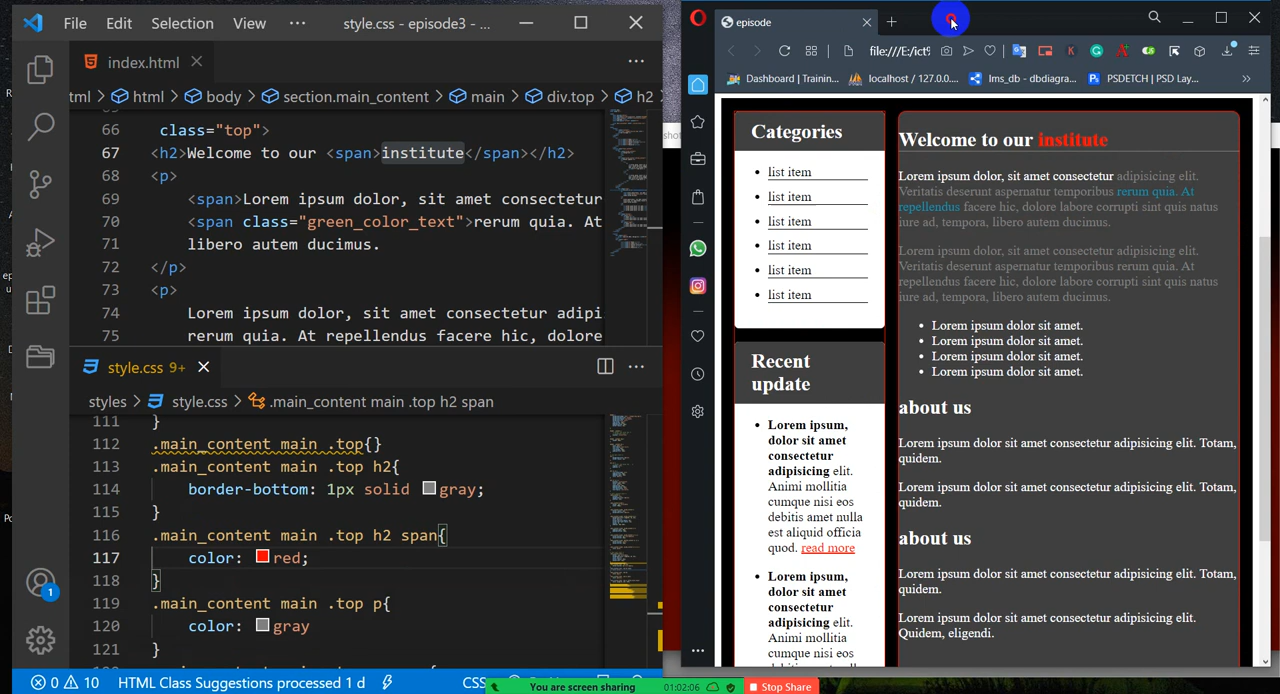 File Edit Selection View ··· style.css - episode3 - ...
index.html
tml > html > body > section.main_content > main > div.top > h2
66 class="top">
67 <h2>Welcome to our <span>institute</span></h2>
68 <p>
69 <span>Lorem ipsum dolor, sit amet consectetur
70 <span class="green_color_text">rerum quia. At
71 libero autem ducimus.
72 </p>
73 <p>
74 Lorem ipsum dolor, sit amet consectetur adipi
75 rerum quia. At repellendus facere hic, dolore
style.css 9+
styles > style.css > .main_content main .top h2 span
111 }
112 .main_content main .top{}
113 .main_content main .top h2{
114 border-bottom: 1px solid gray;
115 }
116 .main_content main .top h2 span{
117 color: red;
118 }
119 .main_content main .top p{
120 color: gray
121 }
1
0 10 HTML Class Suggestions processed 1 d CSS
You are screen sharing 01:02:06 Stop Share
episode
file:///E:/ict
Dashboard | Trainin... localhost / 127.0.0.... lms_db - dbdiagra... PSDETCH | PSD Lay...
Categories
list item
list item
list item
list item
list item
list item
Recent
update
Lorem ipsum,
dolor sit amet
consectetur
adipisicing elit.
Animi mollitia
cumque nisi eos
debitis amet nulla
est aliquid officia
quod. read more
Lorem ipsum,
dolor sit amet
consectetur
adipisicing elit.
Animi mollitia
cumque nisi eos
Welcome to our institute
Lorem ipsum dolor, sit amet consectetur adipisicing elit.
Veritatis deserunt aspernatur temporibus rerum quia. At
repellendus facere hic, dolore labore corrupti sint quis natus
iure ad, tempora, libero autem ducimus.
Lorem ipsum dolor, sit amet consectetur adipisicing elit.
Veritatis deserunt aspernatur temporibus rerum quia. At
repellendus facere hic, dolore labore corrupti sint quis natus
iure ad, tempora, libero autem ducimus.
Lorem ipsum dolor sit amet.
Lorem ipsum dolor sit amet.
Lorem ipsum dolor sit amet.
Lorem ipsum dolor sit amet.
about us
Lorem ipsum dolor sit amet consectetur adipisicing elit. Totam,
quidem.
Lorem ipsum dolor sit amet consectetur adipisicing elit. Totam,
quidem.
about us
Lorem ipsum dolor sit amet consectetur adipisicing elit. Totam,
quidem.
Lorem ipsum dolor sit amet consectetur adipisicing elit.
Quidem, eligendi.